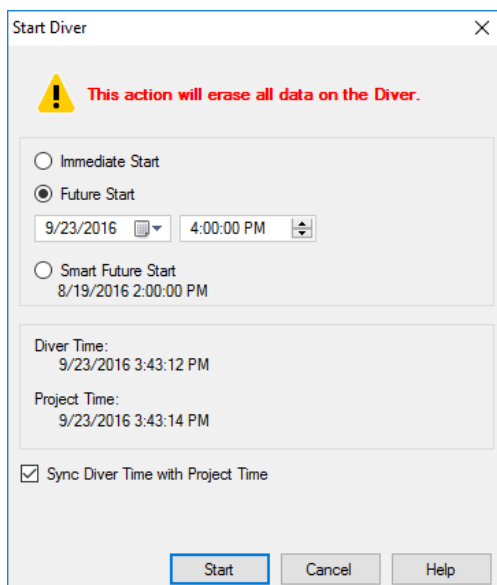 Start Diver
This action will erase all data on the Diver.
Immediate Start
Future Start
9/23/2016 4:00:00 PM
Smart Future Start
8/19/2016 2:00:00 PM
Diver Time:
9/23/2016 3:43:12 PM
Project Time:
9/23/2016 3:43:14 PM
Sync Diver Time with Project Time
Start Cancel Help